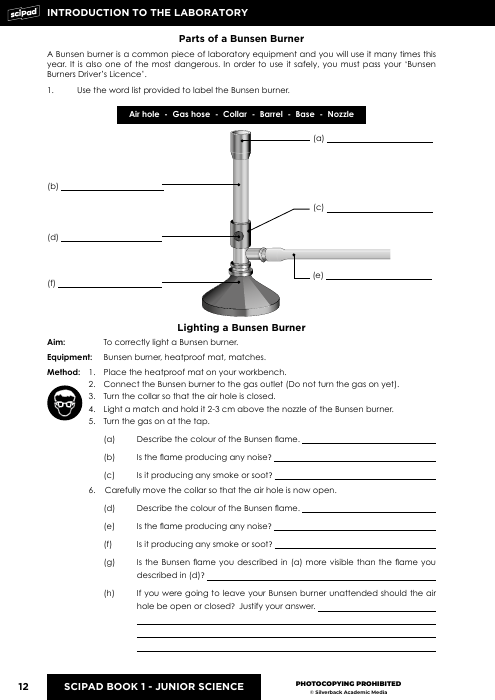 scipad INTRODUCTION TO THE LABORATORY
Parts of a Bunsen Burner
A Bunsen burner is a common piece of laboratory equipment and you will use it many times this
year. It is also one of the most dangerous. In order to use it safely, you must pass your ‘Bunsen
Burners Driver’s Licence’.
1. Use the word list provided to label the Bunsen burner.
Air hole - Gas hose - Collar - Barrel - Base - Nozzle
(a)
(b)
(c)
(d)
(e)
(f)
Lighting a Bunsen Burner
Aim: To correctly light a Bunsen burner.
Equipment: Bunsen burner, heatproof mat, matches.
Method: 1. Place the heatproof mat on your workbench.
2. Connect the Bunsen burner to the gas outlet (Do not turn the gas on yet).
3. Turn the collar so that the air hole is closed.
4. Light a match and hold it 2-3 cm above the nozzle of the Bunsen burner.
5. Turn the gas on at the tap.
(a) Describe the colour of the Bunsen flame.
(b) Is the flame producing any noise?
(c) Is it producing any smoke or soot?
6. Carefully move the collar so that the air hole is now open.
(d) Describe the colour of the Bunsen flame.
(e) Is the flame producing any noise?
(f) Is it producing any smoke or soot?
(g) Is the Bunsen flame you described in (a) more visible than the flame you
described in (d)?
(h) If you were going to leave your Bunsen burner unattended should the air
hole be open or closed? Justify your answer.
12 SCIPAD BOOK 1 - JUNIOR SCIENCE
PHOTOCOPYING PROHIBITED
© Silverback Academic Media